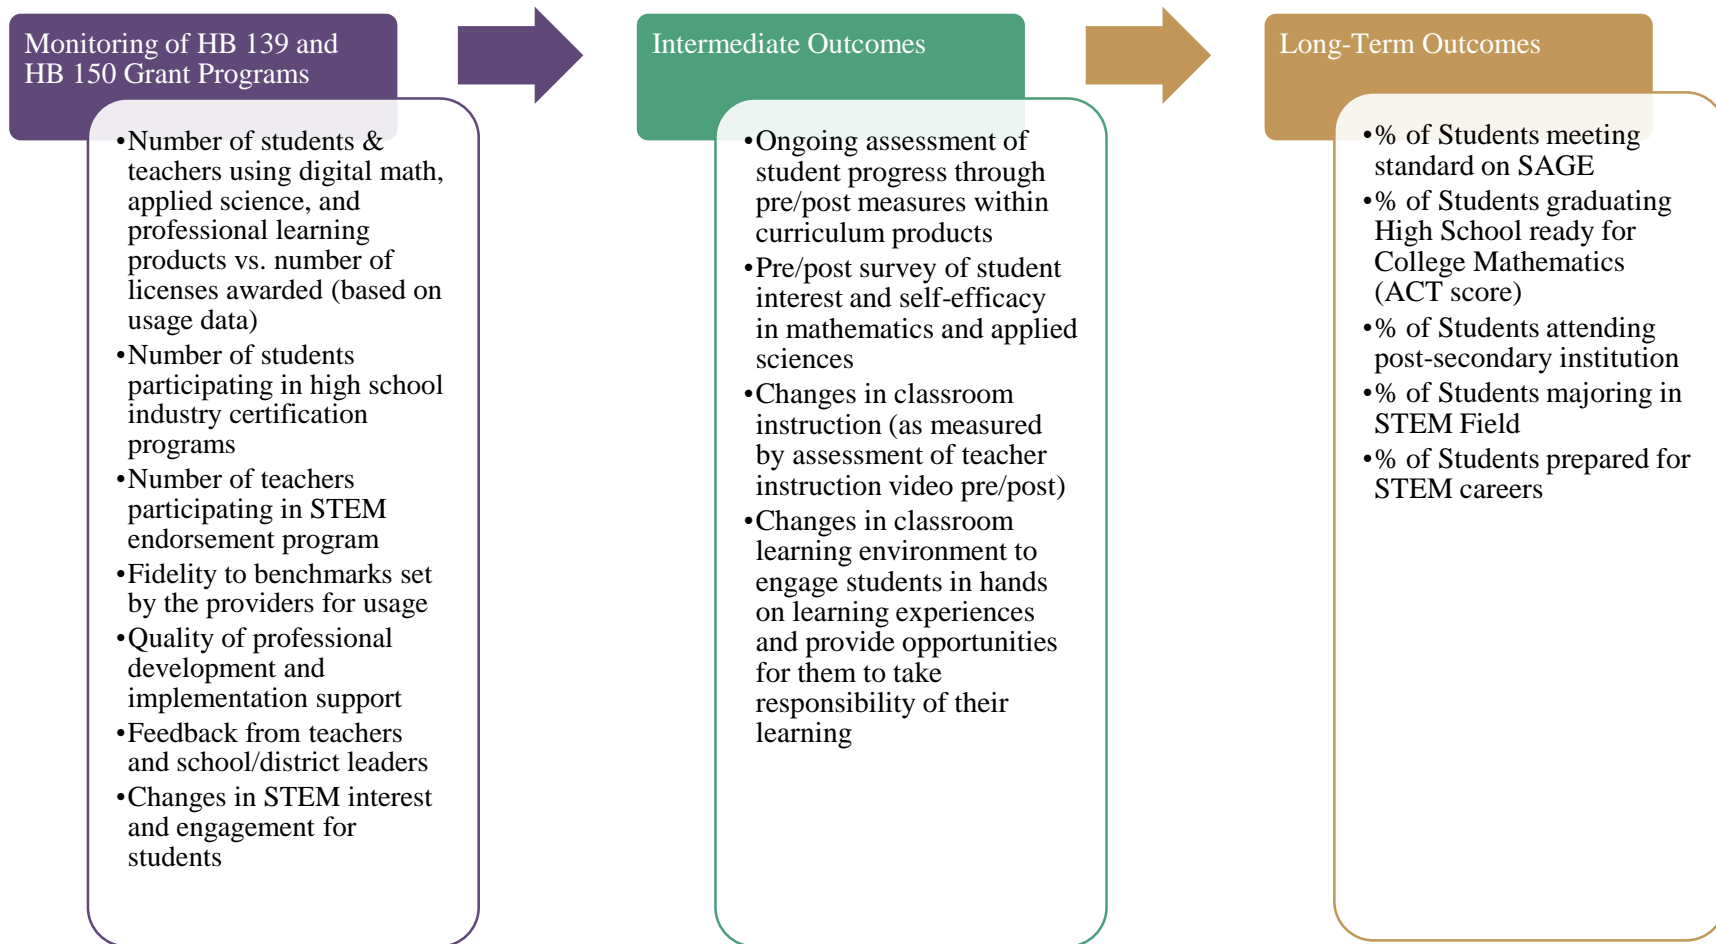 Monitoring of HB 139 and
HB 150 Grant Programs
•Number of students &
teachers using digital math,
applied science, and
professional learning
products vs. number of
licenses awarded (based on
usage data)
•Number of students
participating in high school
industry certification
programs
•Number of teachers
participating in STEM
endorsement program
•Fidelity to benchmarks set
by the providers for usage
•Quality of professional
development and
implementation support
•Feedback from teachers
and school/district leaders
•Changes in STEM interest
and engagement for
students
Intermediate Outcomes
•Ongoing assessment of
student progress through
pre/post measures within
curriculum products
•Pre/post survey of student
interest and self-efficacy
in mathematics and applied
sciences
•Changes in classroom
instruction (as measured
by assessment of teacher
instruction video pre/post)
•Changes in classroom
learning environment to
engage students in hands
on learning experiences
and provide opportunities
for them to take
responsibility of their
learning
Long-Term Outcomes
•% of Students meeting
standard on SAGE
•% of Students graduating
High School ready for
College Mathematics
(ACT score)
•% of Students attending
post-secondary institution
•% of Students majoring in
STEM Field
•% of Students prepared for
STEM careers